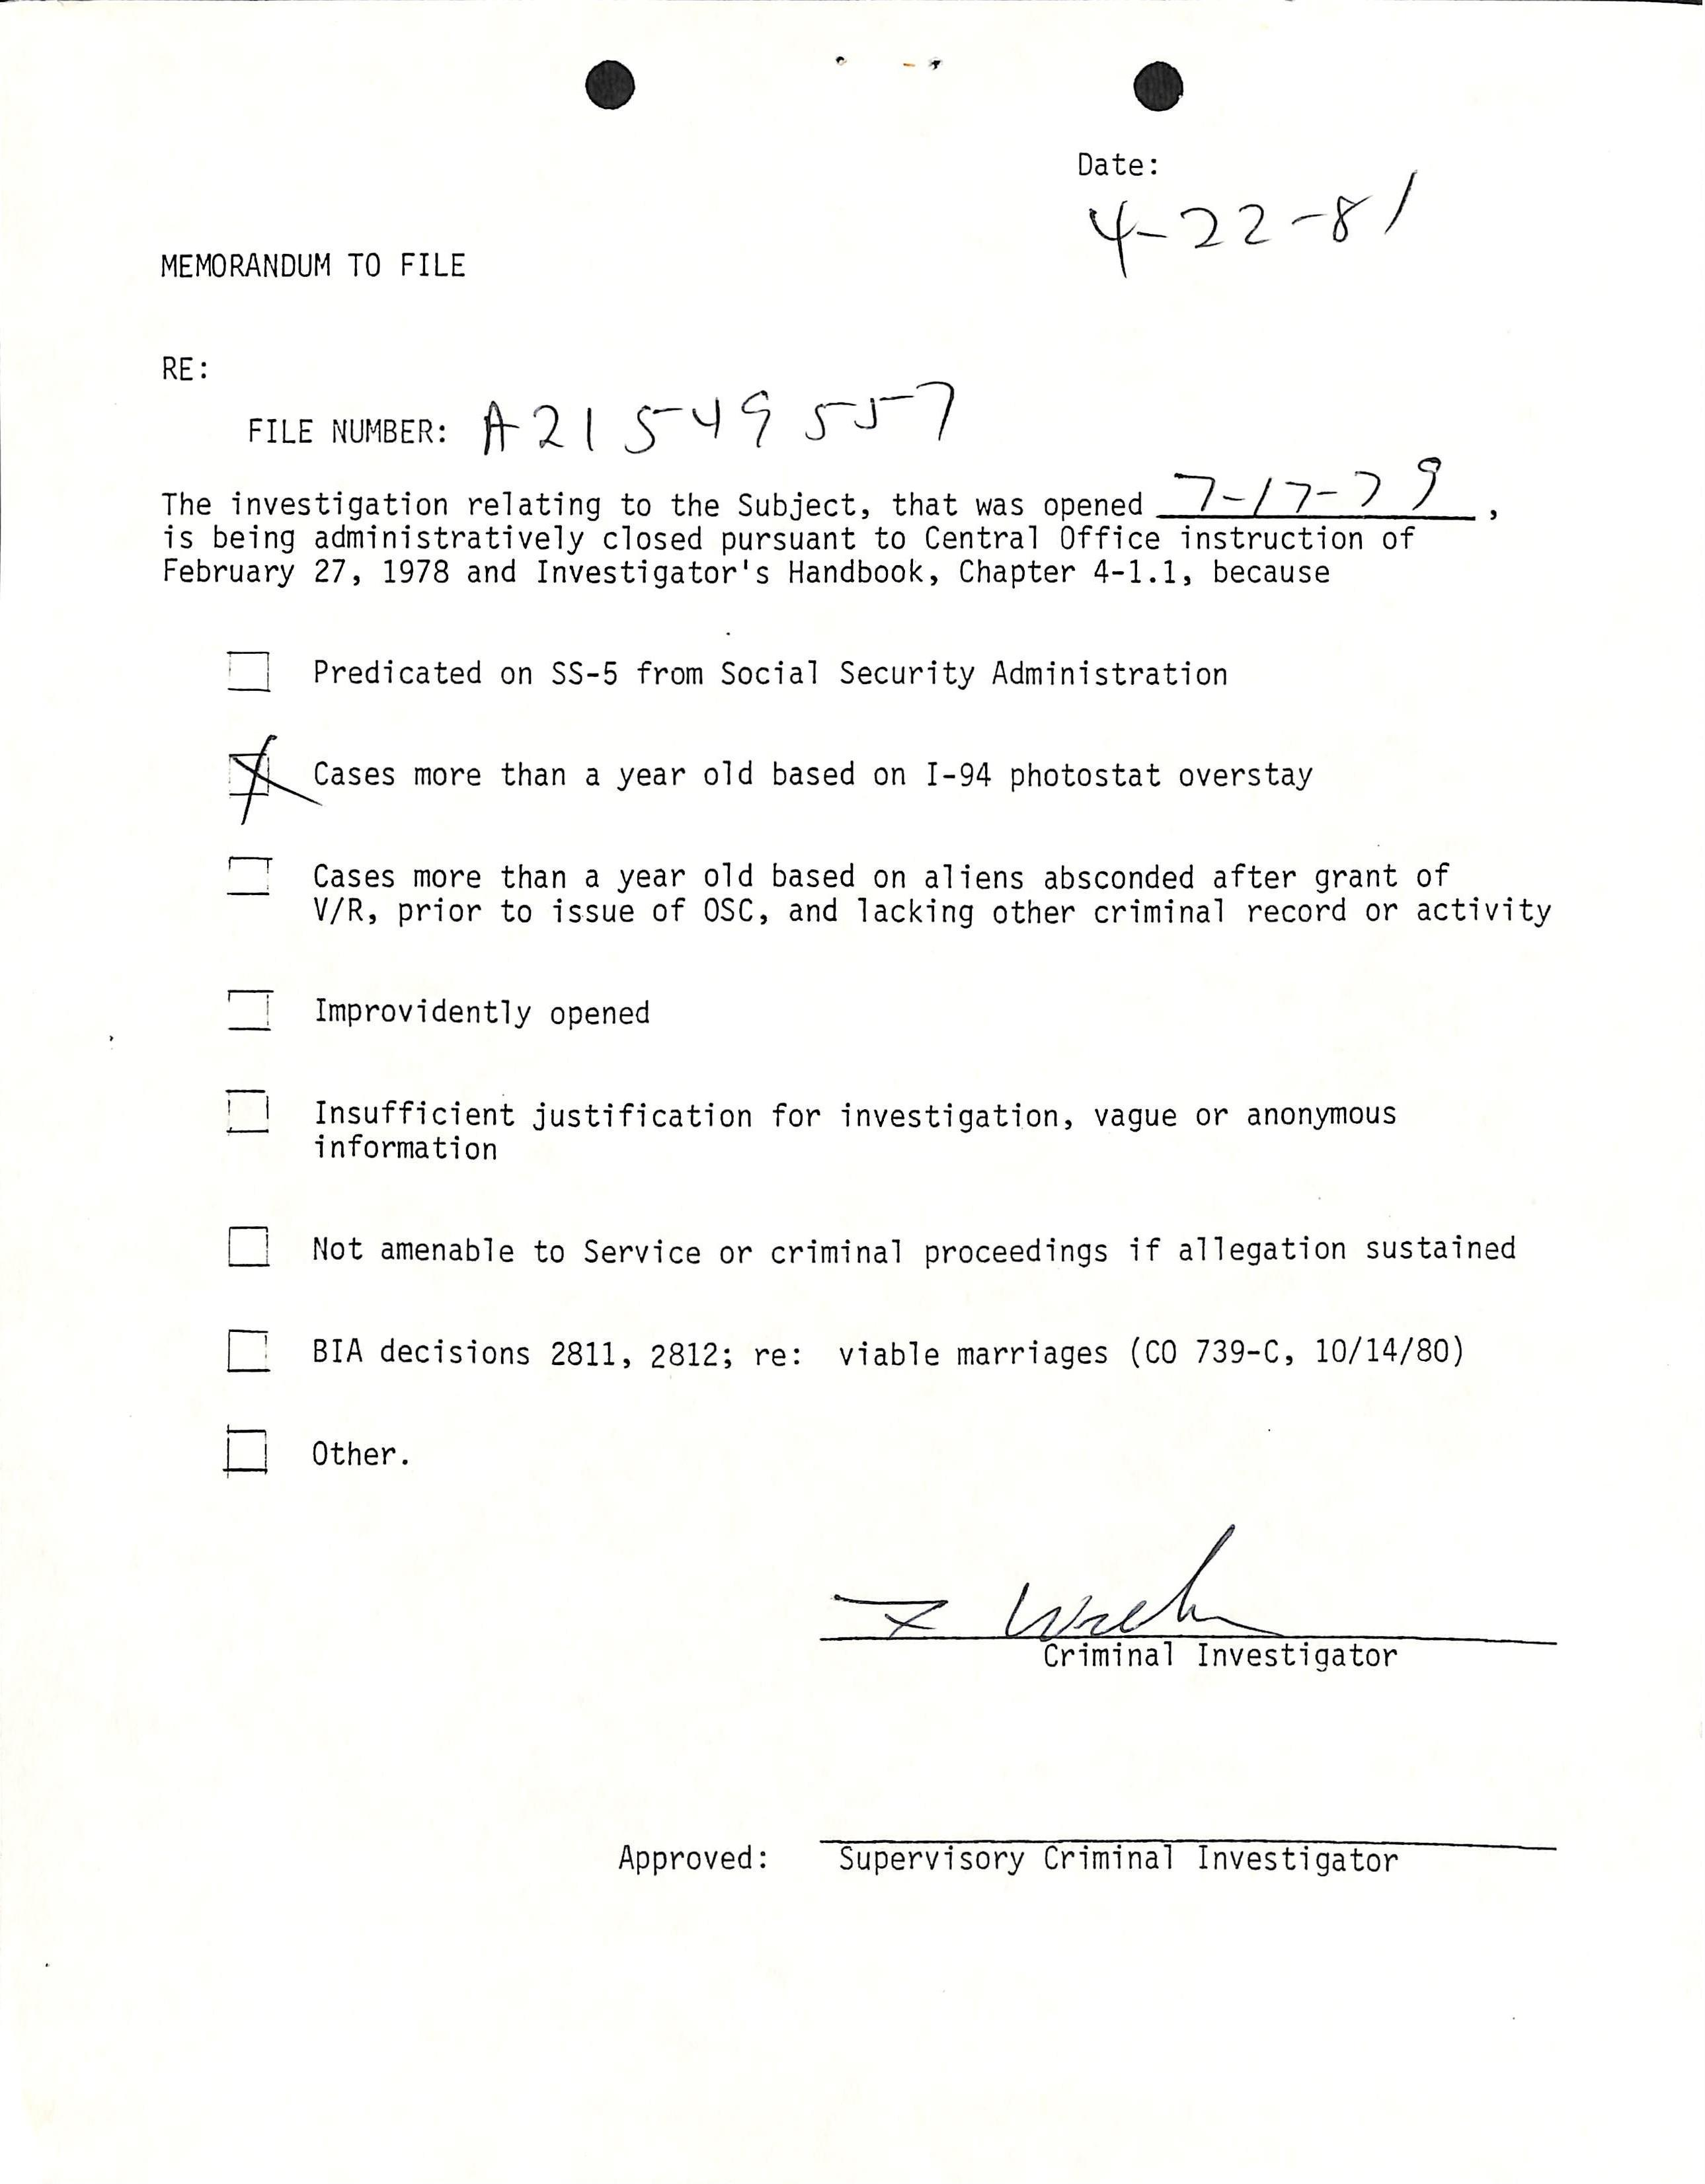 Date:
4-22-81
MEMORANDUM TO FILE
RE:
FILE NUMBER: A21 549 557
The investigation relating to the Subject, that was opened 7-17-79,
is being administratively closed pursuant to Central Office instruction of
February 27, 1978 and Investigator's Handbook, Chapter 4-1.1, because
Predicated on SS-5 from Social Security Administration
Cases more than a year old based on I-94 photostat overstay
Cases more than a year old based on aliens absconded after grant of
V/R, prior to issue of OSC, and lacking other criminal record or activity
Improvidently opened
Insufficient justification for investigation, vague or anonymous
information
Not amenable to Service or criminal proceedings if allegation sustained
BIA decisions 2811, 2812; re: viable marriages (CO 739-C, 10/14/80)
Other.
Criminal Investigator
Approved: Supervisory Criminal Investigator